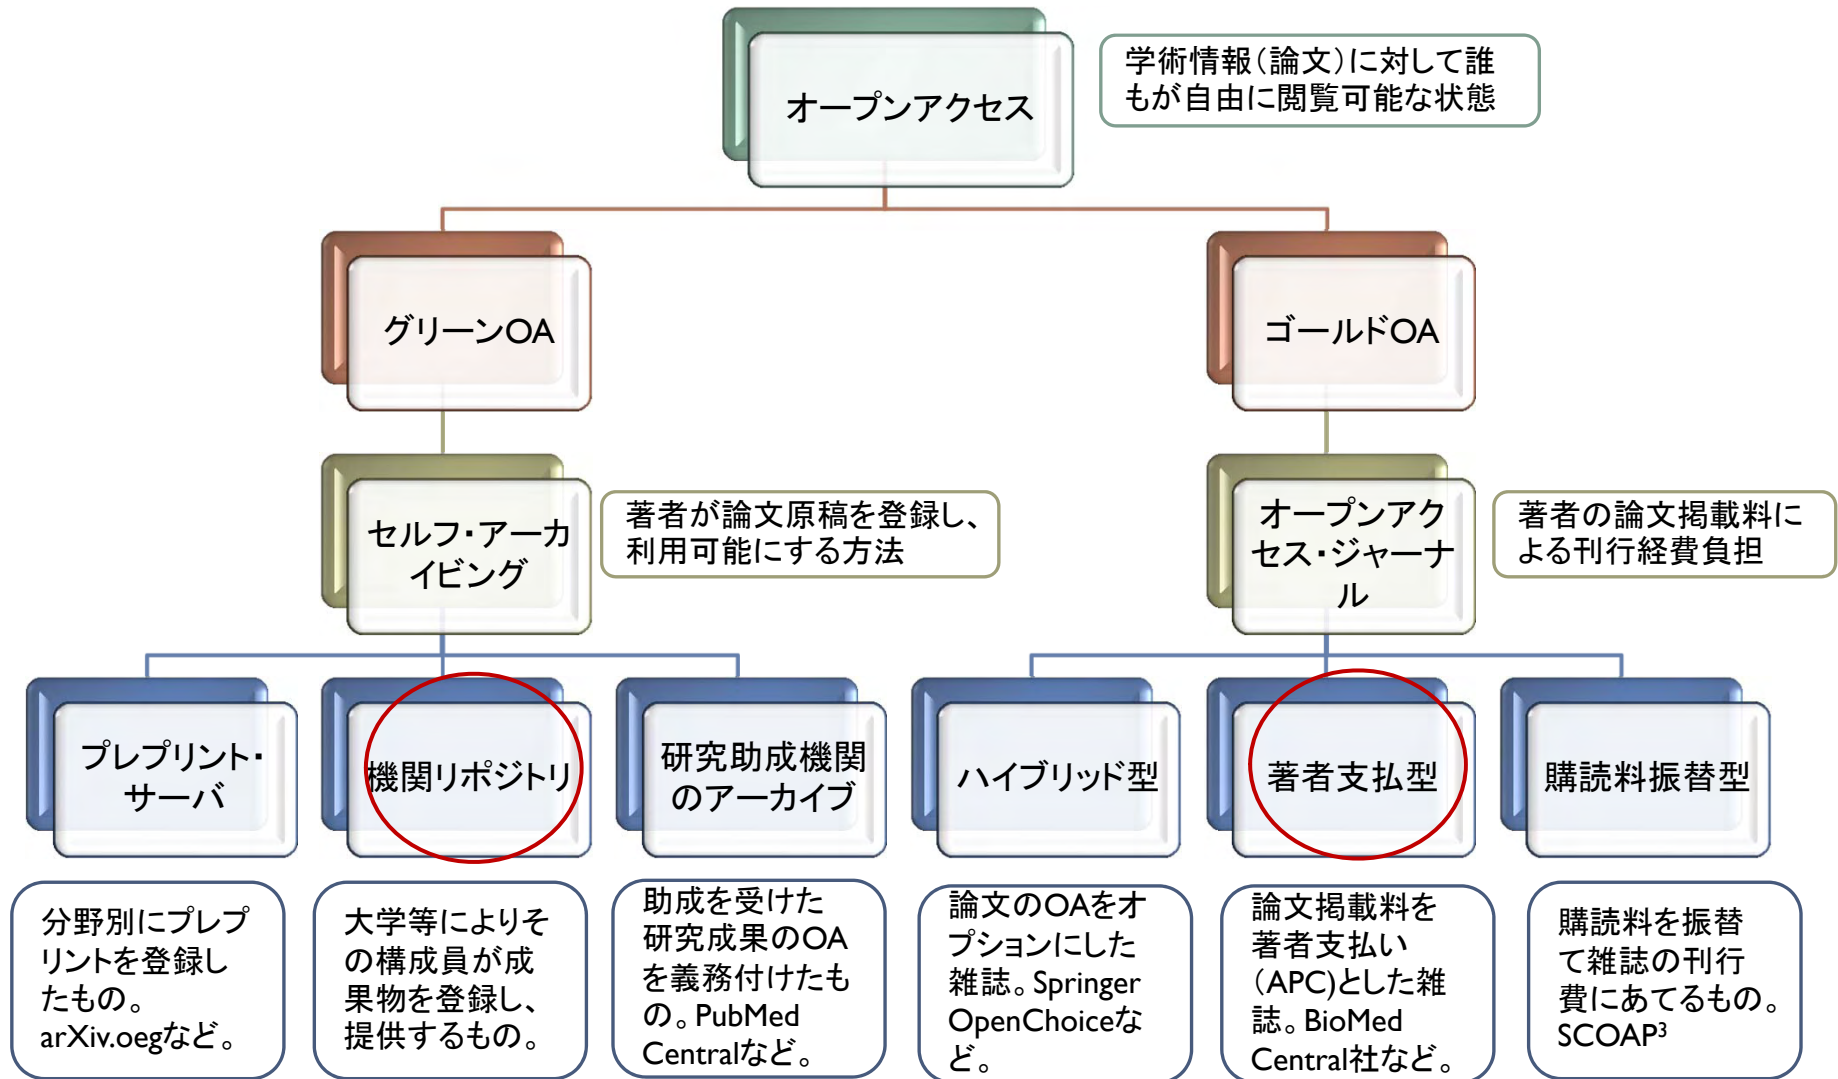 オープンアクセス
学術情報（論文）に対して誰
もが自由に閲覧可能な状態
グリーンOA
ゴールドOA
セルフ・アーカ
イビング
著者が論文原稿を登録し、
利用可能にする方法
オープンアク
セス・ジャーナ
ル
著者の論文掲載料に
よる刊行経費負担
プレプリント・
サーバ
機関リポジトリ
研究助成機関
のアーカイブ
ハイブリッド型
著者支払型
購読料振替型
分野別にプレプ
リントを登録し
たもの。
arXiv.oegなど。
大学等によりそ
の構成員が成
果物を登録し、
提供するもの。
助成を受けた
研究成果のOA
を義務付けたも
の。PubMed
Centralなど。
論文のOAをオ
プションにした
雑誌。Springer
OpenChoiceな
ど。
論文掲載料を
著者支払い
（APC)とした雑
誌。BioMed
Central社など。
購読料を振替
て雑誌の刊行
費にあてるもの。
SCOAP³